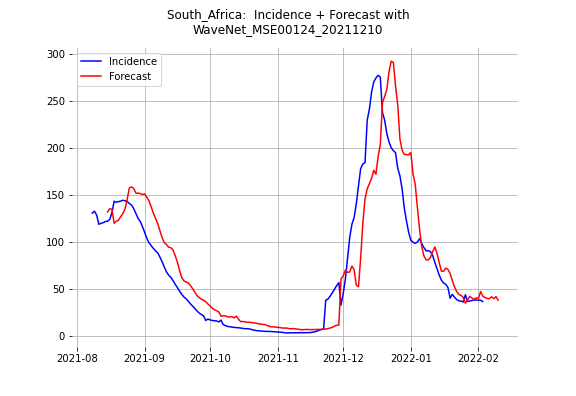 South_Africa:  Incidence + Forecast with
WaveNet_MSE00124_20211210
300
250
200
150
100
50
0
Incidence
Forecast
2021-08 2021-09 2021-10 2021-11 2021-12 2022-01 2022-02